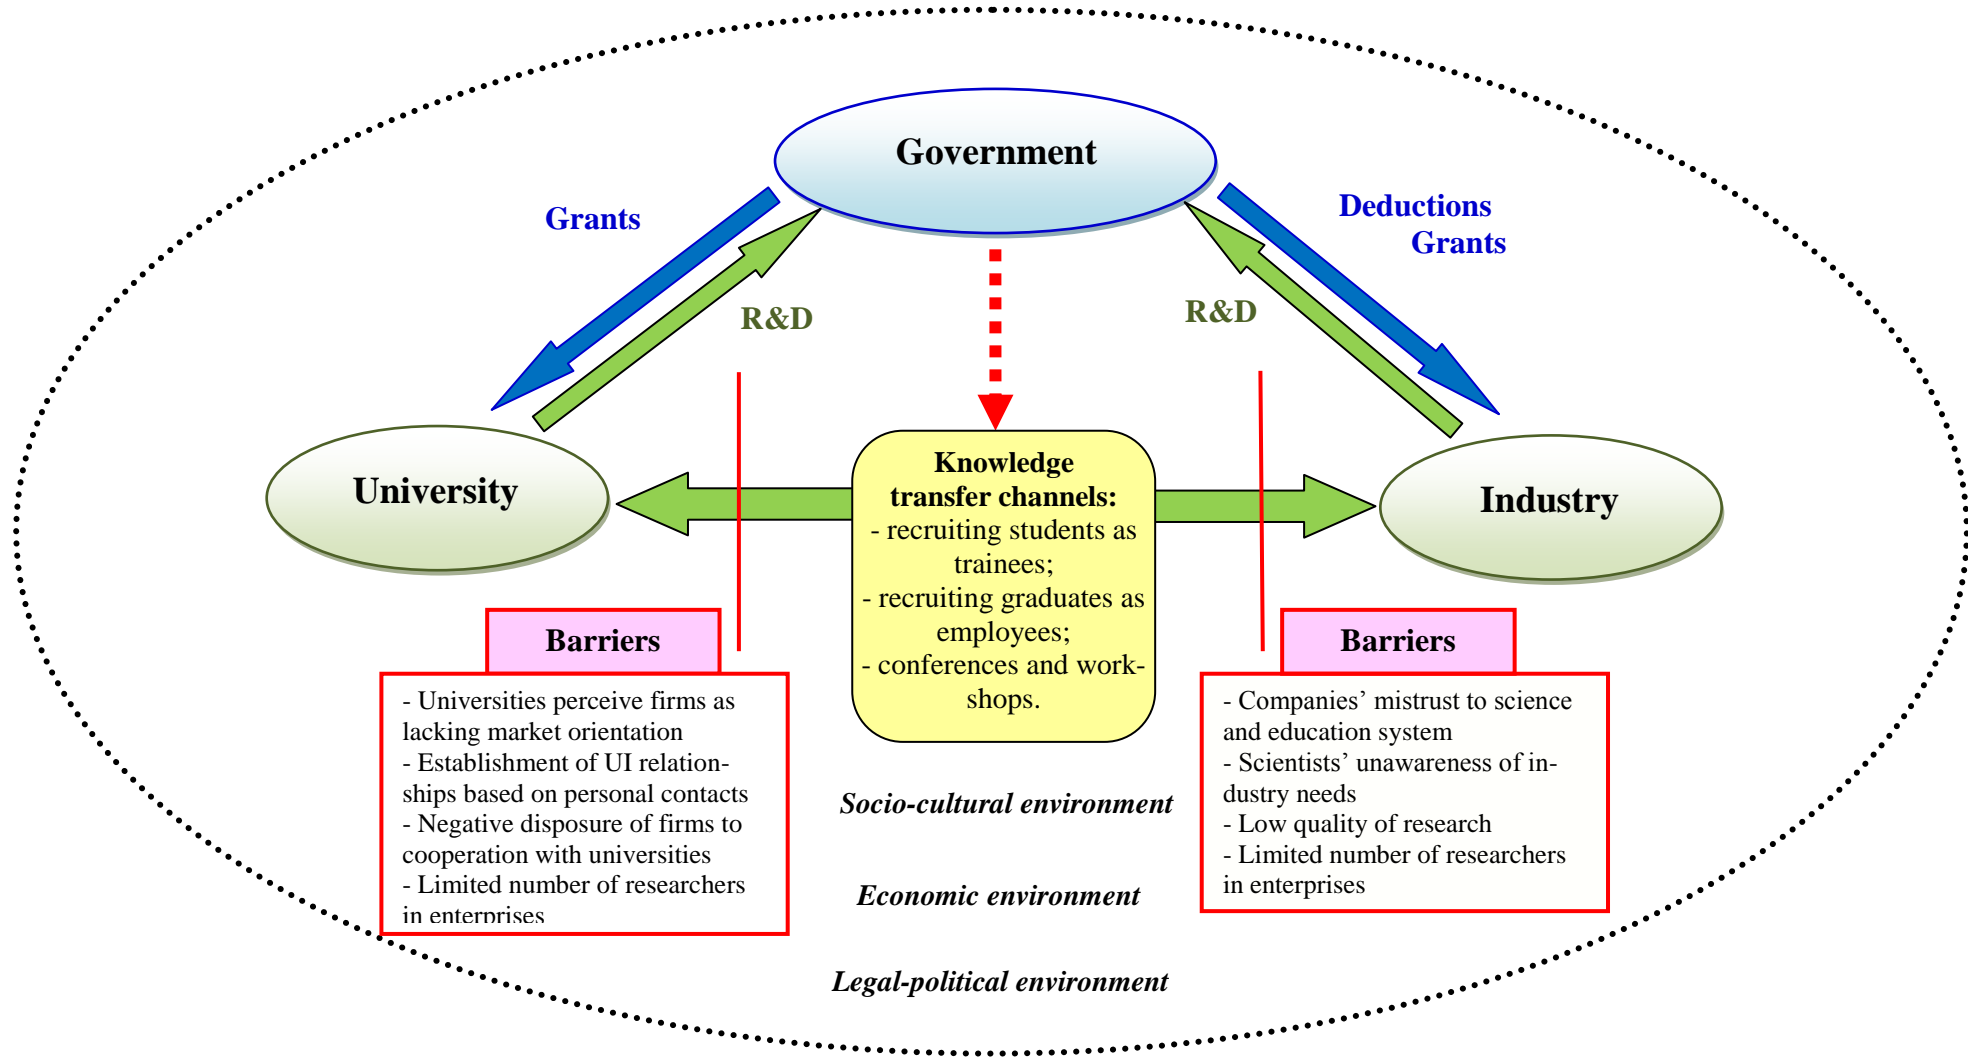 Government
Grants
Deductions
Grants
R&D
R&D
University
Industry
Knowledge
transfer channels:
- recruiting students as
trainees;
- recruiting graduates as
employees;
- conferences and work-
shops.
Barriers
- Universities perceive firms as
lacking market orientation
- Establishment of UI relation-
ships based on personal contacts
- Negative disposure of firms to
cooperation with universities
- Limited number of researchers
in enterprises
Barriers
- Companies’ mistrust to science
and education system
- Scientists’ unawareness of in-
dustry needs
- Low quality of research
- Limited number of researchers
in enterprises
Socio-cultural environment
Economic environment
Legal-political environment